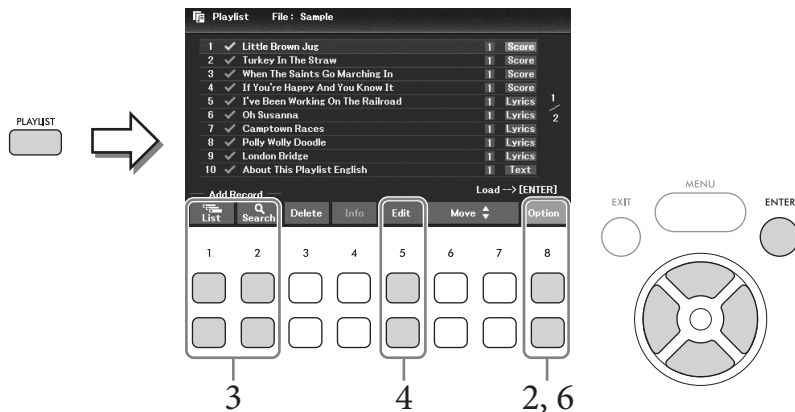 Playlist File: Sample
1 Little Brown Jug 1 Score
2 Turkey In The Straw 1 Score
3 When The Saints Go Marching In 1 Score
4 If You're Happy And You Know It 1 Score
5 I've Been Working On The Railroad 1 Lyrics
6 Oh Susanna 1 Lyrics
7 Camptown Races 1 Lyrics
8 Polly Wolly Doodle 1 Lyrics
9 London Bridge 1 Lyrics
10 About This Playlist English 1 Text
1/2
PLAYLIST
Add Record Load-->[ENTER]
List Search Delete Info Edit Move Option
1 2 3 4 5 6 7 8
EXIT MENU ENTER
3 4 2, 6